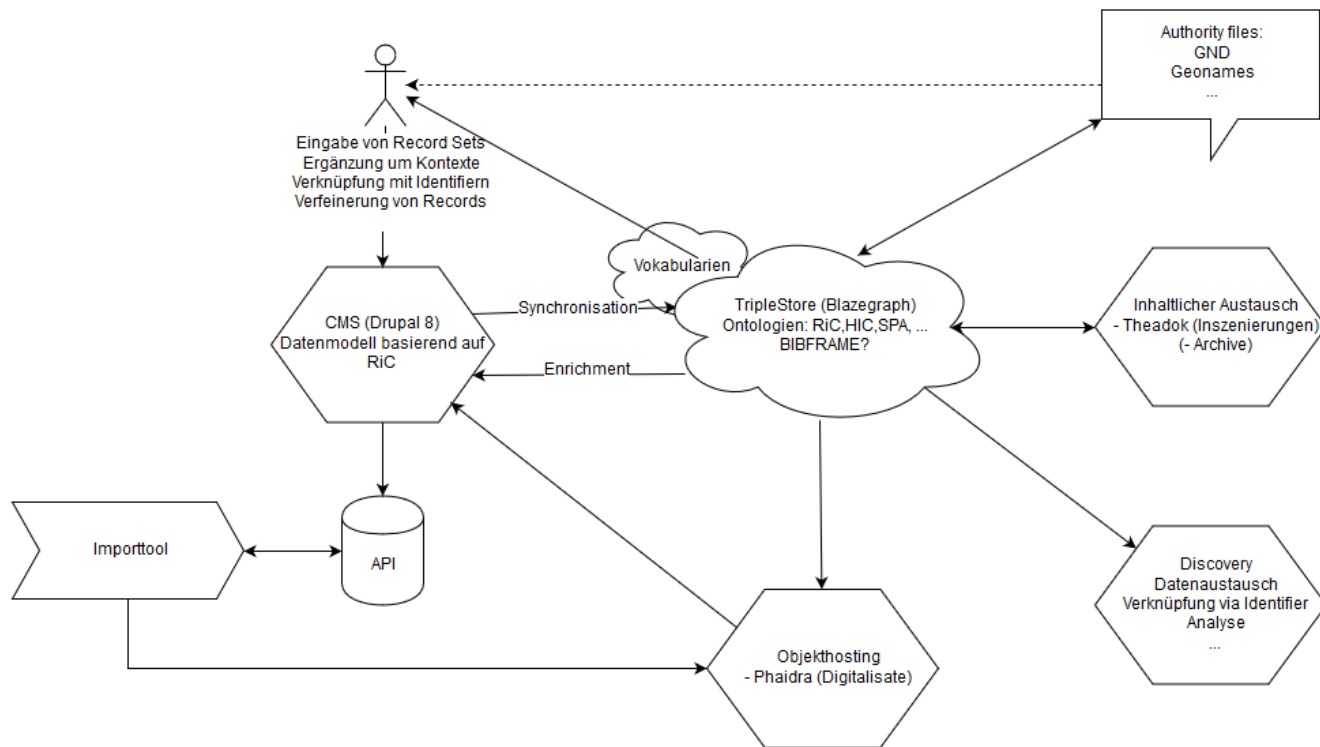 Authority files:
GND
Geonames
...
Eingabe von Record Sets
Ergänzung um Kontexte
Verknüpfung mit Identifiern
Verfeinerung von Records
Vokabularien
CMS (Drupal 8)
Datenmodell basierend auf
RiC
Synchronisation
Enrichment
TripleStore (Blazegraph)
Ontologien: RiC,HIC,SPA, ...
BIBFRAME?
Inhaltlicher Austausch
- Theadok (Inszenierungen)
(- Archive)
Importtool
API
Objekthosting
- Phaidra (Digitalisate)
Discovery
Datenaustausch
Verknüpfung via Identifier
Analyse
...